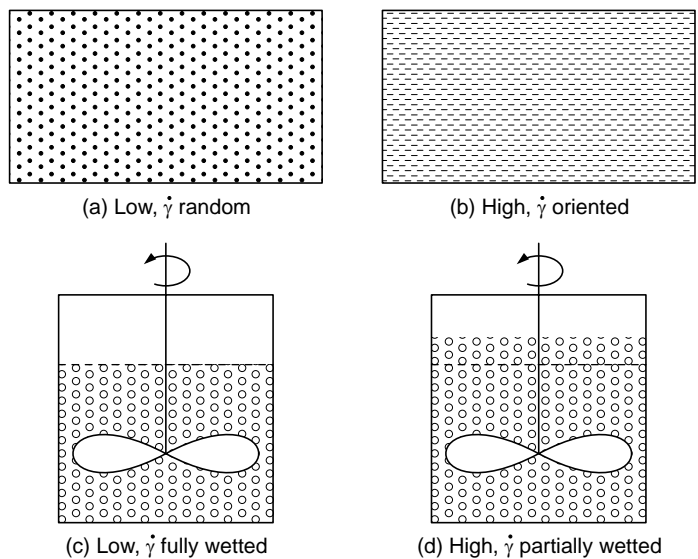 (a) Low, γ̇ random
(b) High, γ̇ oriented
(c) Low, γ̇ fully wetted
(d) High, γ̇ partially wetted